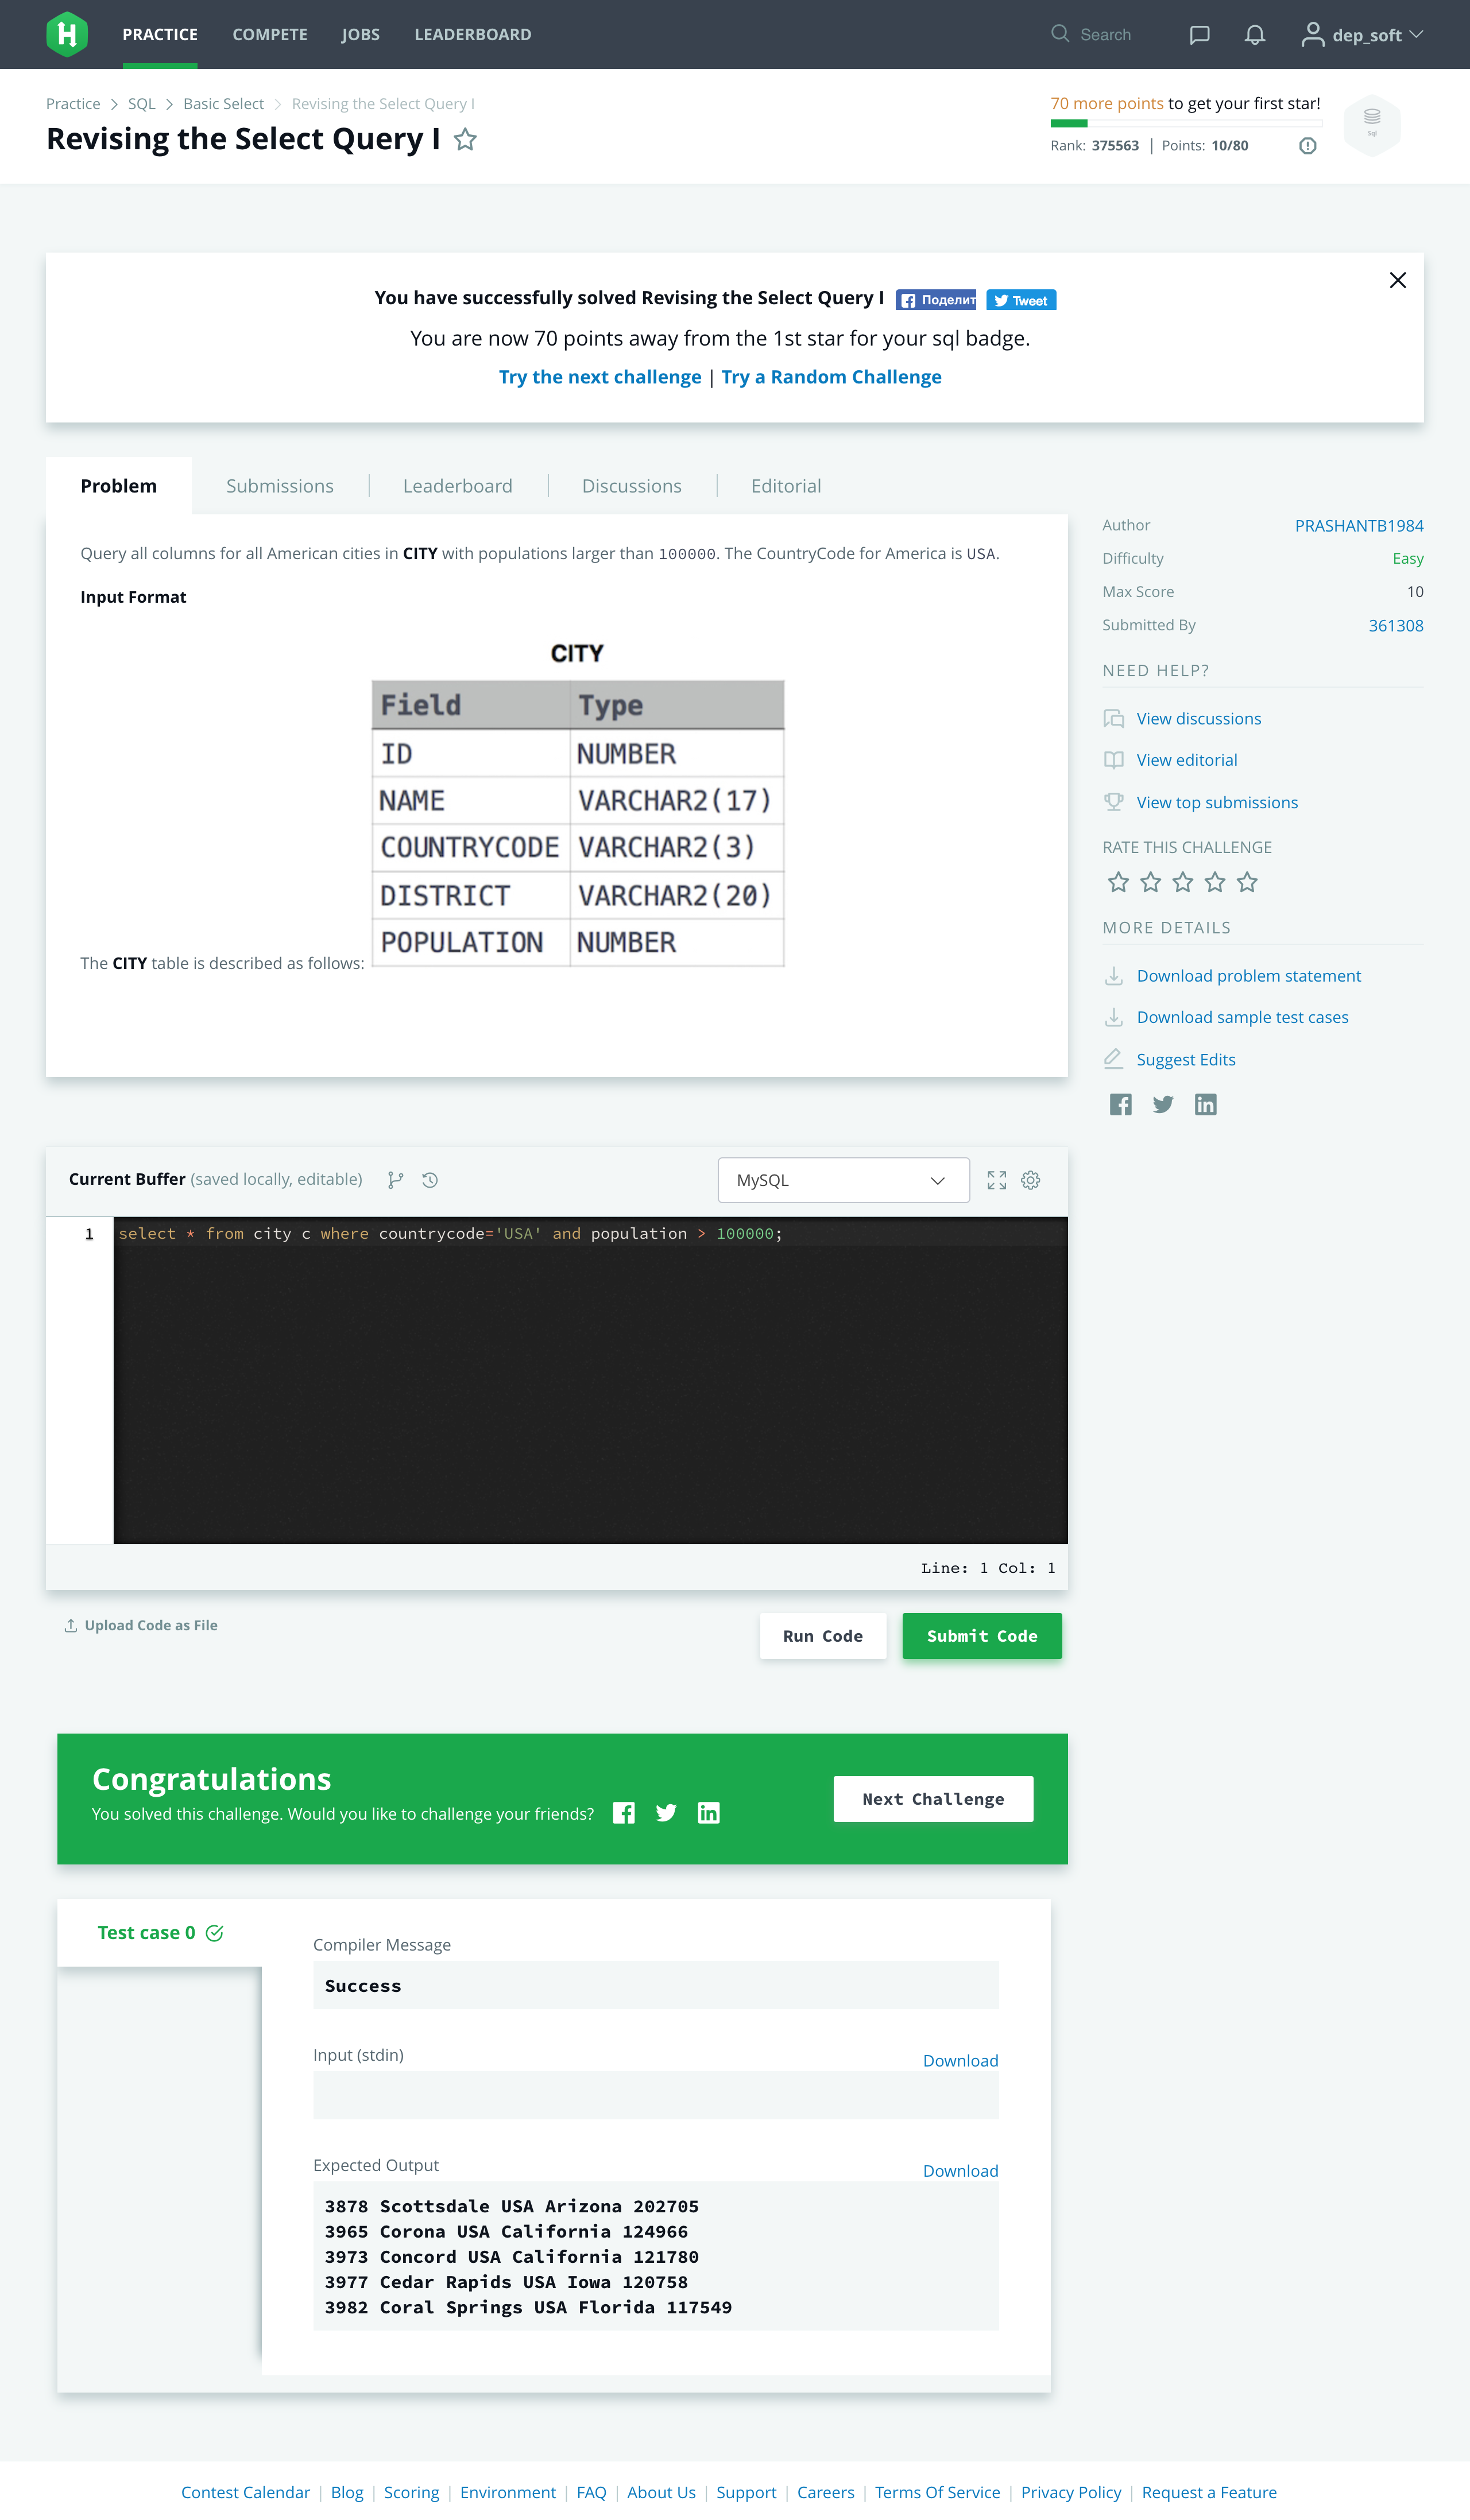 PRACTICE COMPETE JOBS LEADERBOARD Search dep_soft
Practice > SQL > Basic Select > Revising the Select Query I
Revising the Select Query I
70 more points to get your first star!
Rank: 375563 | Points: 10/80
Sql
You have successfully solved Revising the Select Query I Поделит Tweet
You are now 70 points away from the 1st star for your sql badge.
Try the next challenge | Try a Random Challenge
Problem Submissions Leaderboard Discussions Editorial
Query all columns for all American cities in CITY with populations larger than 100000. The CountryCode for America is USA.
Input Format
CITY
Field Type
ID NUMBER
NAME VARCHAR2(17)
COUNTRYCODE VARCHAR2(3)
DISTRICT VARCHAR2(20)
POPULATION NUMBER
The CITY table is described as follows:
Author PRASHANTB1984
Difficulty Easy
Max Score 10
Submitted By 361308
NEED HELP?
View discussions
View editorial
View top submissions
RATE THIS CHALLENGE
MORE DETAILS
Download problem statement
Download sample test cases
Suggest Edits
Current Buffer (saved locally, editable) MySQL
1 select * from city c where countrycode='USA' and population > 100000;
Line: 1 Col: 1
Upload Code as File Run Code Submit Code
Congratulations
You solved this challenge. Would you like to challenge your friends?
Next Challenge
Test case 0
Compiler Message
Success
Input (stdin) Download
Expected Output Download
3878 Scottsdale USA Arizona 202705
3965 Corona USA California 124966
3973 Concord USA California 121780
3977 Cedar Rapids USA Iowa 120758
3982 Coral Springs USA Florida 117549
Contest Calendar | Blog | Scoring | Environment | FAQ | About Us | Support | Careers | Terms Of Service | Privacy Policy | Request a Feature